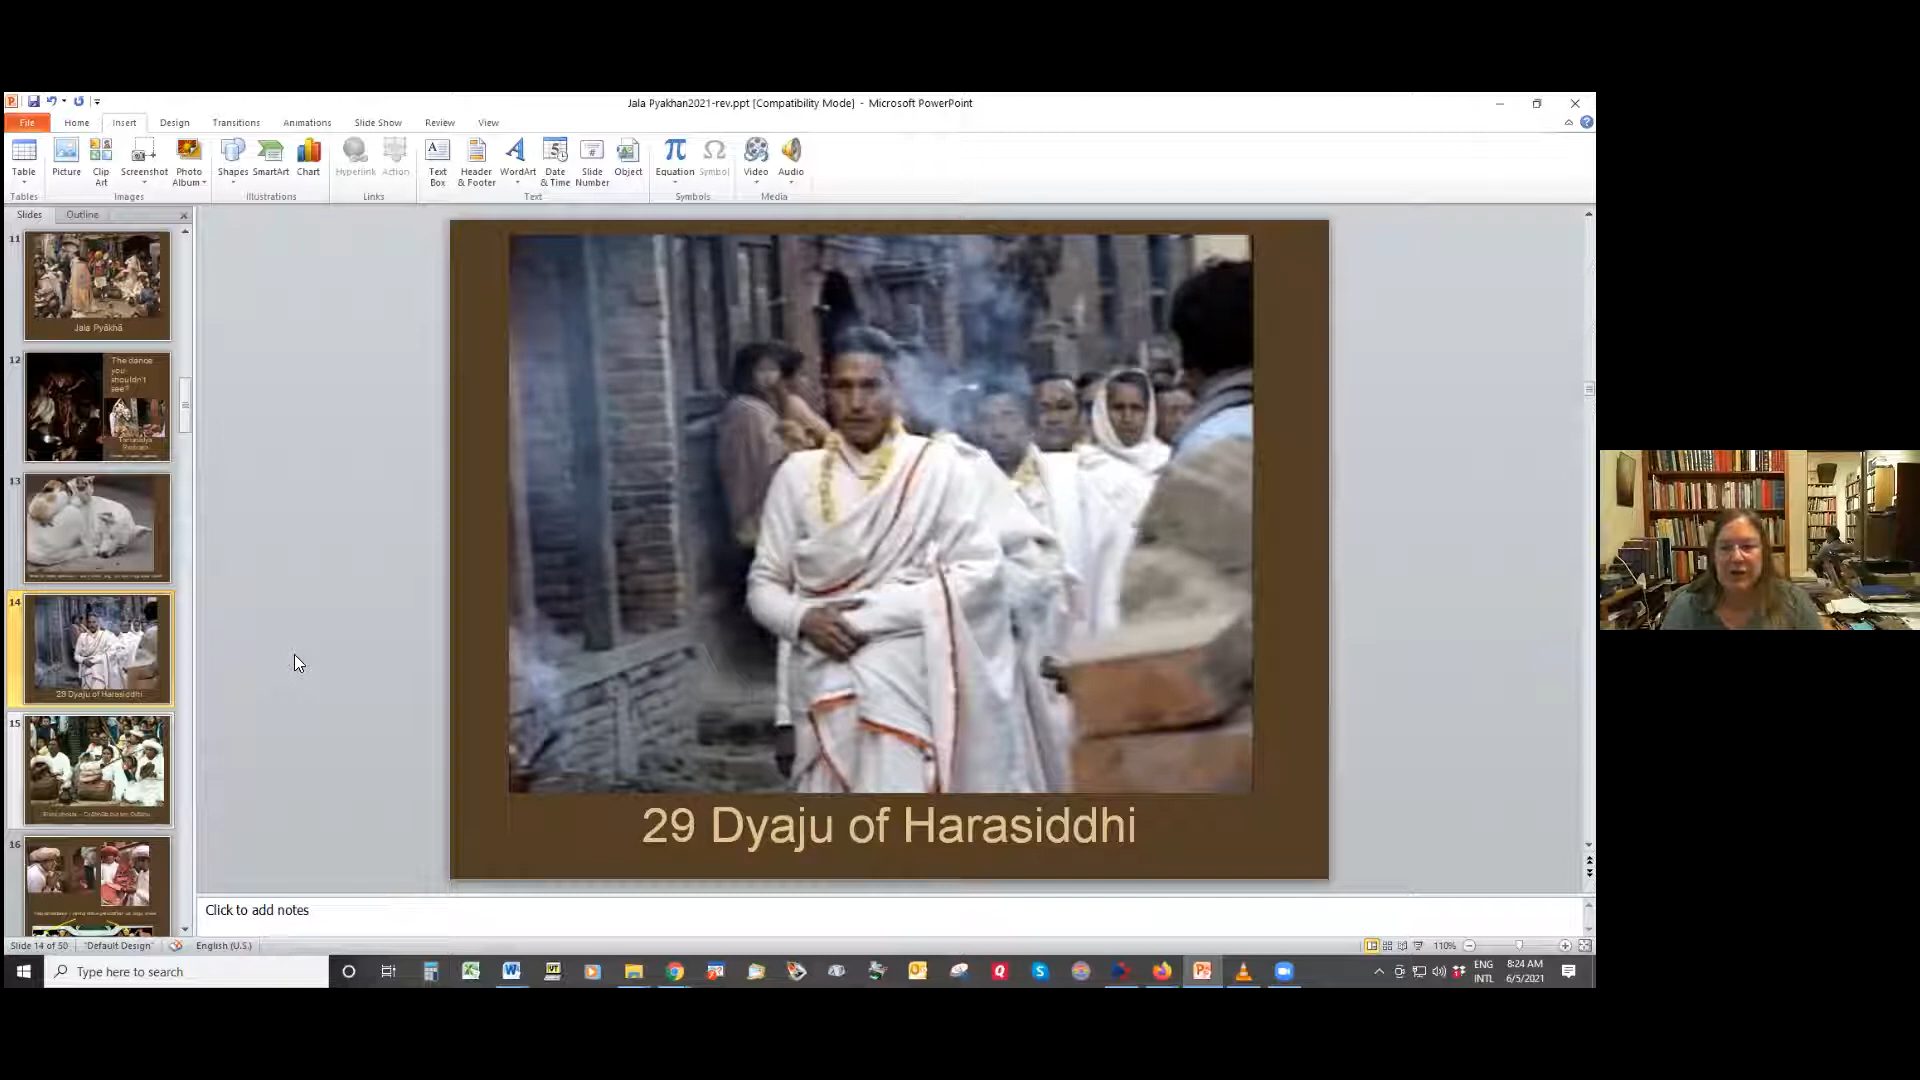 Jala Pyakhan2021-rev.ppt [Compatibility Mode] - Microsoft PowerPoint
File Home Insert Design Transitions Animations Slide Show Review View
Table
Picture
Clip Art
Screenshot
Photo Album
Shapes
SmartArt
Chart
Hyperlink
Action
Text Box
Header & Footer
WordArt
Date & Time
Slide Number
Object
Equation
Symbol
Video
Audio
Tables Images Illustrations Links Text Symbols Media
Slides Outline
11
Jala Pyākhã
12
The dance
you
shouldn't
see?
13
14
29 Dyaju of Harasiddhi
15
16
29 Dyaju of Harasiddhi
Click to add notes
Slide 14 of 50 "Default Design" English (U.S.) 110%
Type here to search
ENG
INTL
8:24 AM
6/5/2021